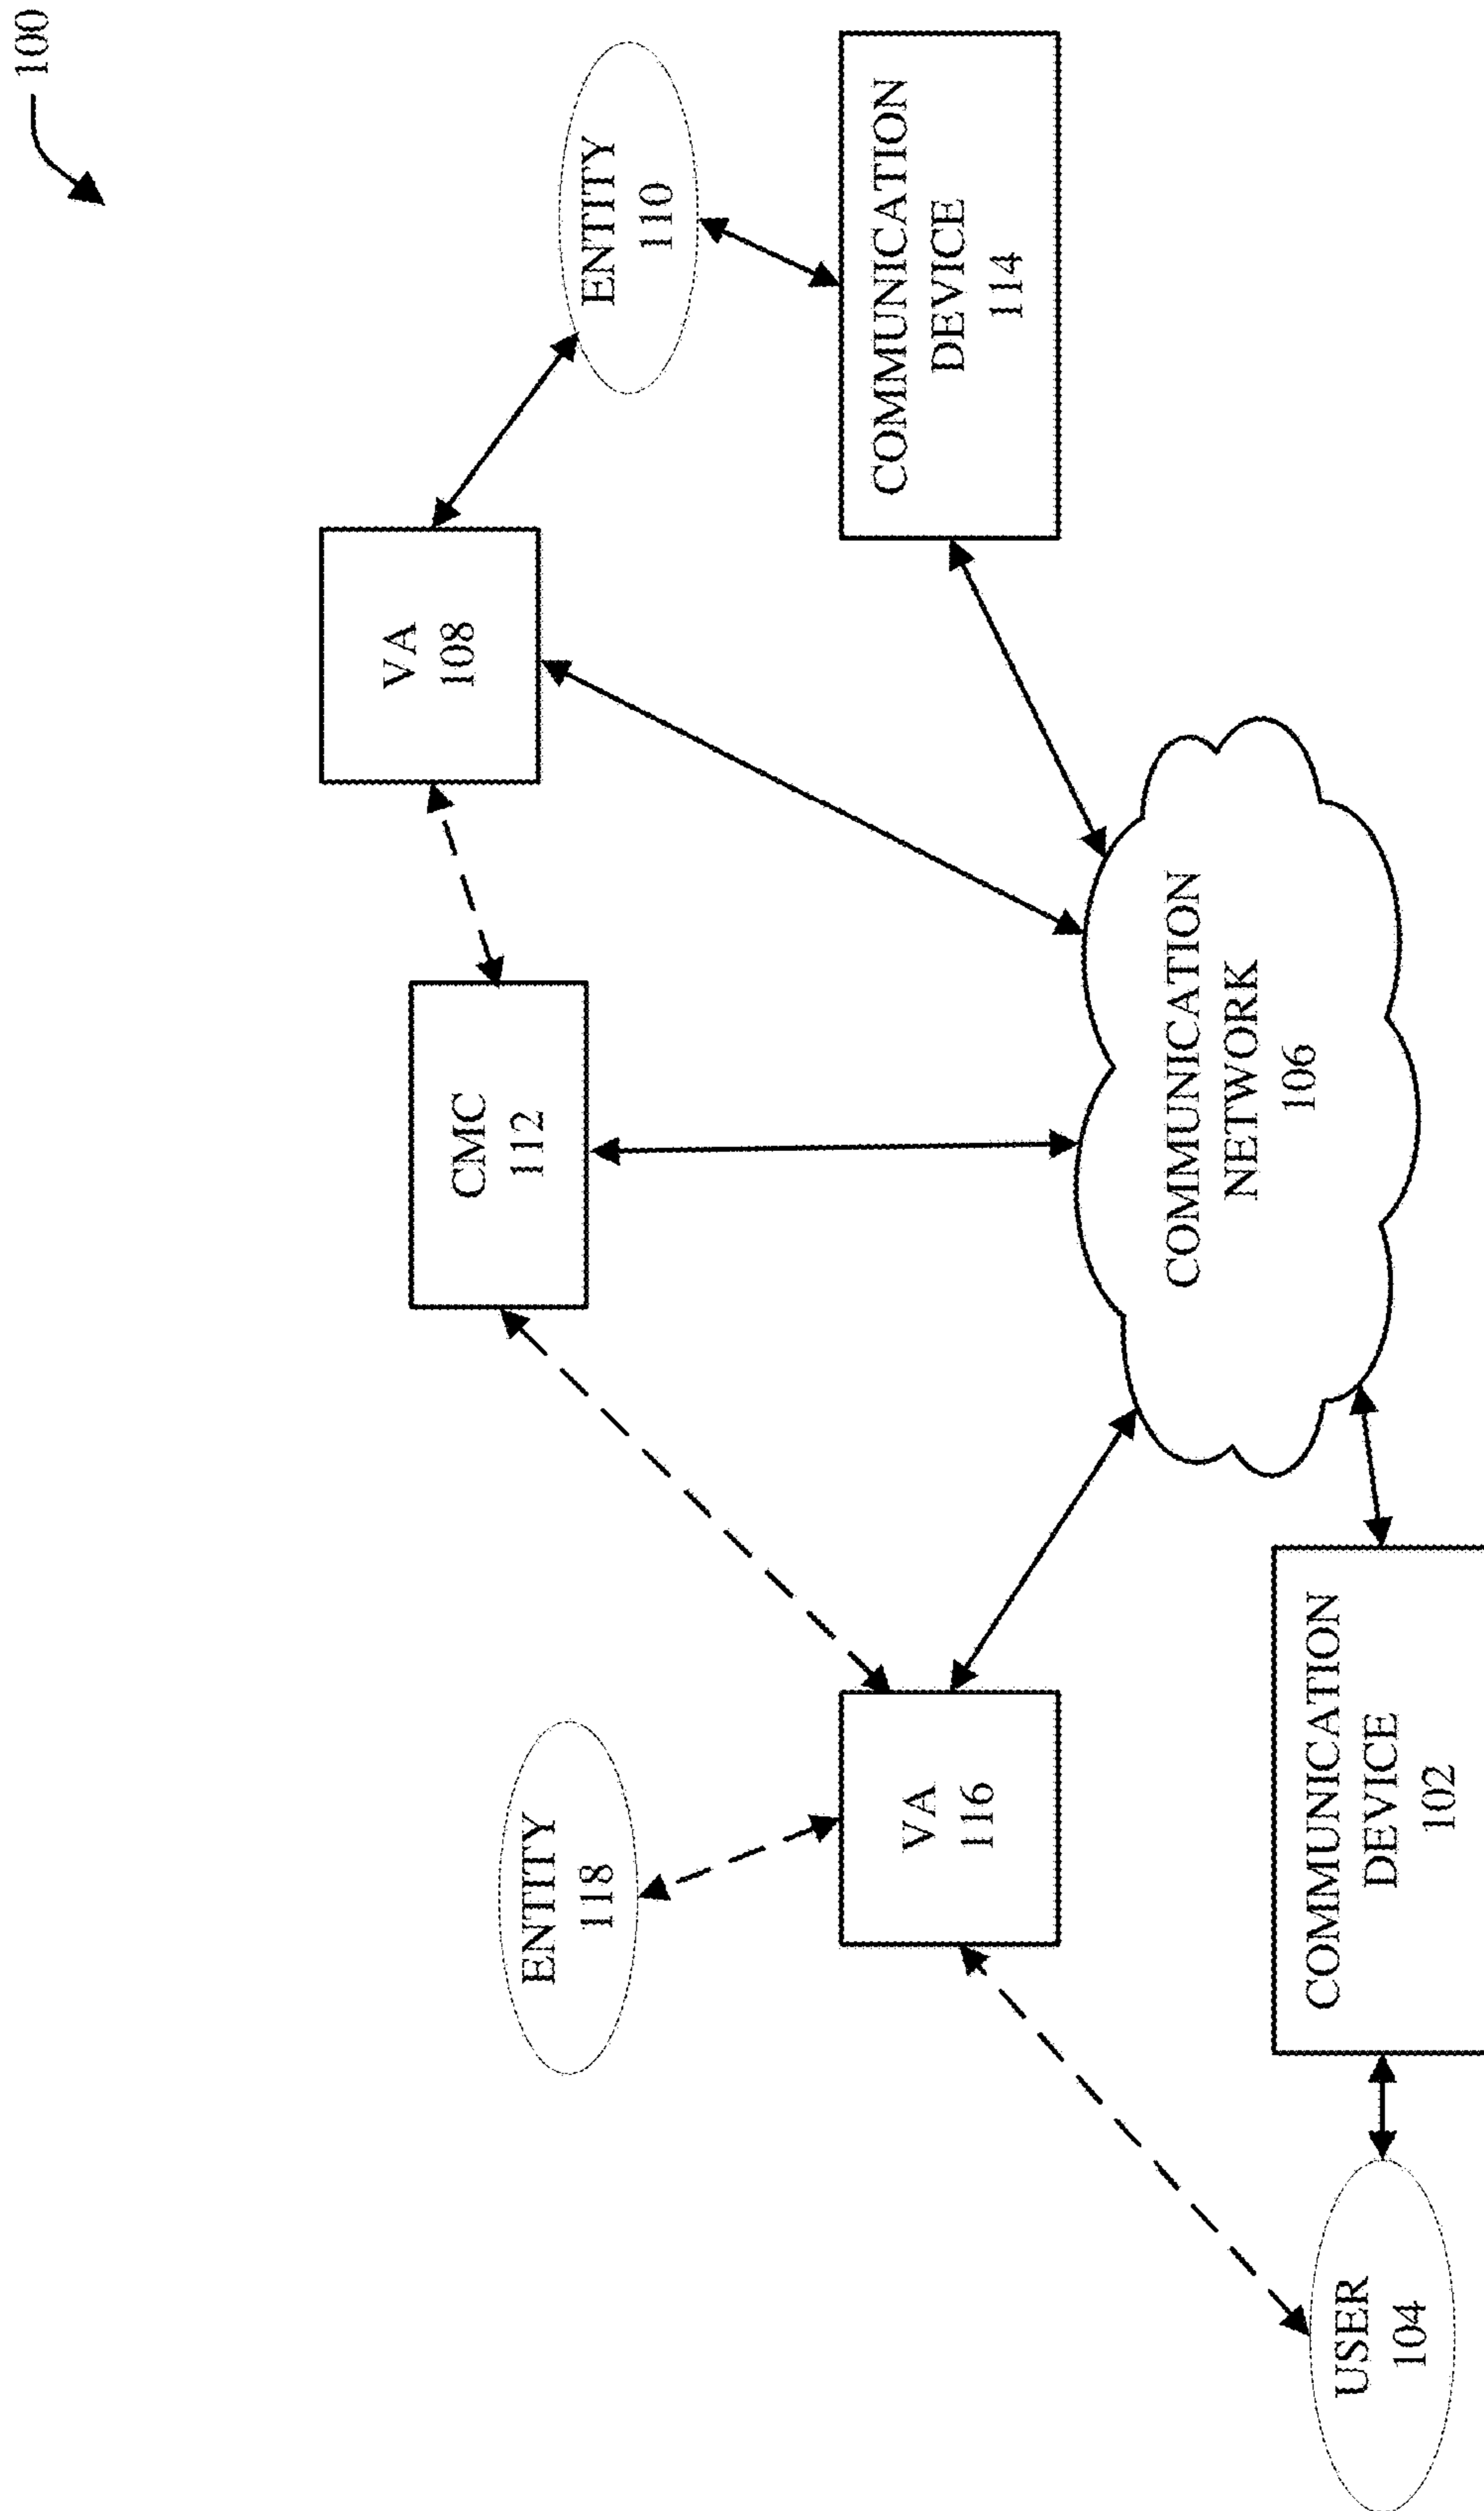 100
VA
108
CMC
112
ENTITY
118
ENTITY
110
VA
116
COMMUNICATION
DEVICE
114
COMMUNICATION
NETWORK
106
USER
104
COMMUNICATION
DEVICE
102